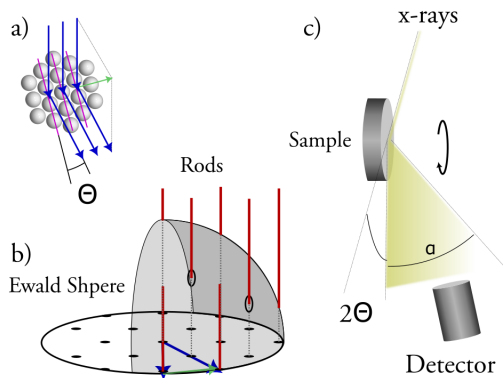 a)
Θ
Rods
b)
Ewald Shpere
c)
x-rays
Sample
α
2Θ
Detector